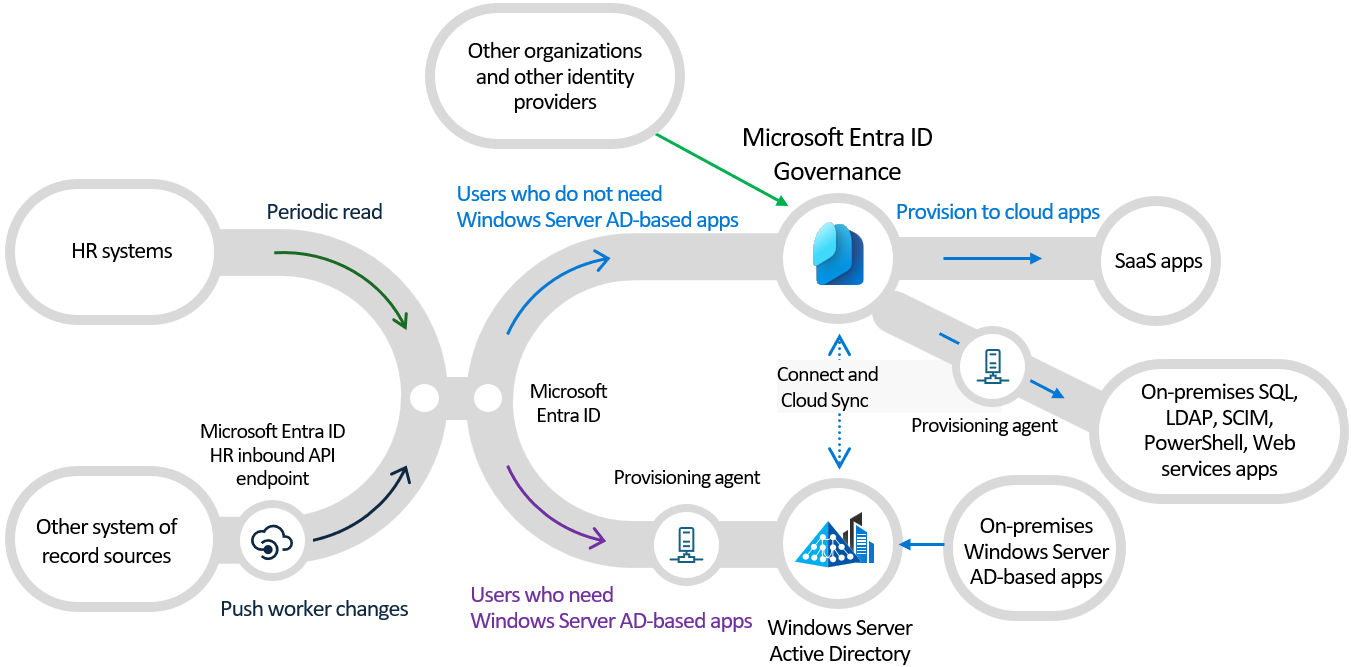 Other organizations
and other identity
providers
Microsoft Entra ID
Governance
Users who do not need
Windows Server AD-based apps
Periodic read
Provision to cloud apps
HR systems
SaaS apps
Connect and
Cloud Sync
Microsoft
Entra ID
Provisioning agent
On-premises SQL,
LDAP, SCIM,
PowerShell, Web
services apps
Microsoft Entra ID
HR inbound API
endpoint
Provisioning agent
Other system of
record sources
On-premises
Windows Server
AD-based apps
Push worker changes
Users who need
Windows Server AD-based apps
Windows Server
Active Directory